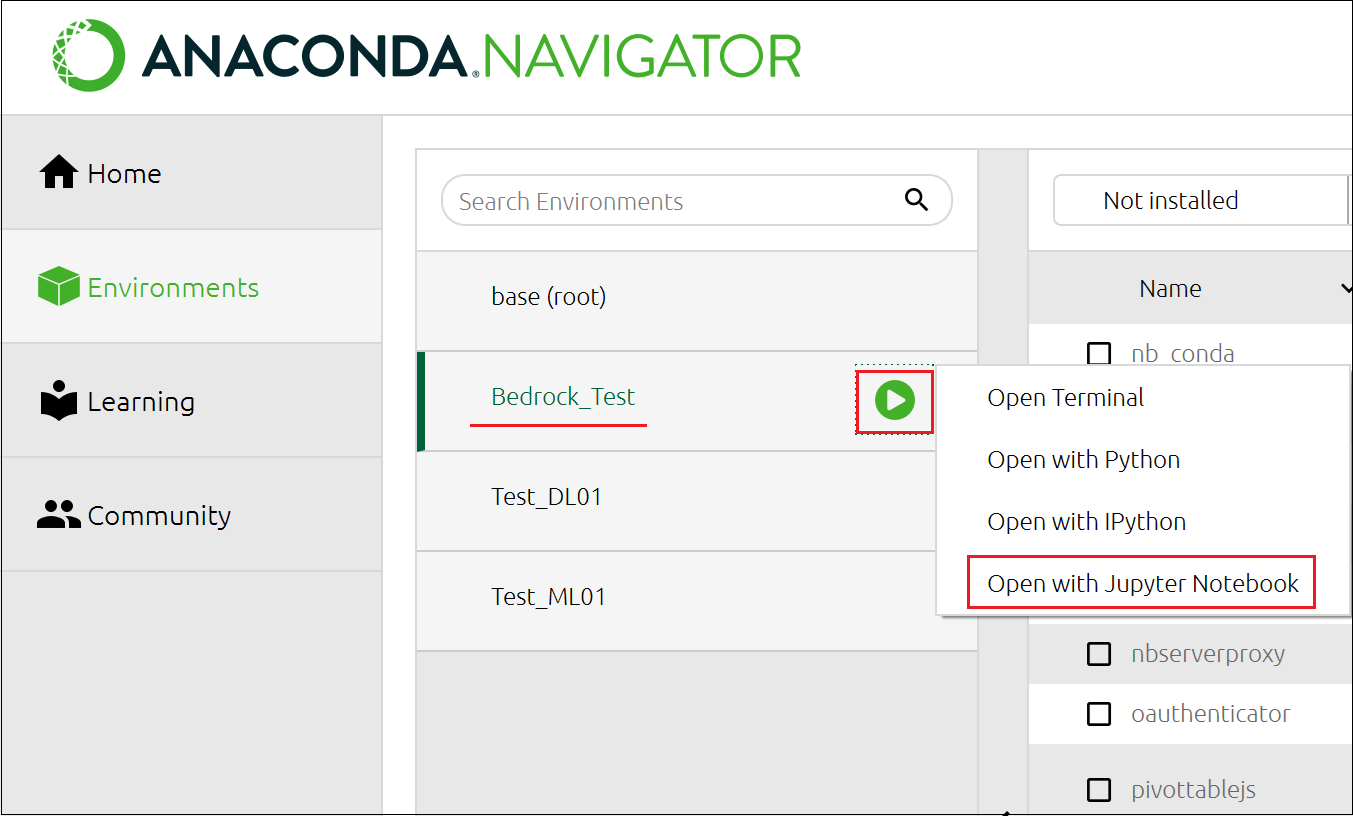 ANACONDA.NAVIGATOR
Home
Environments
Learning
Community
Search Environments
base (root)
Bedrock_Test
Test_DL01
Test_ML01
Open Terminal
Open with Python
Open with IPython
Open with Jupyter Notebook
Not installed
Name
nb_conda
nbserverproxy
oauthenticator
pivottablejs